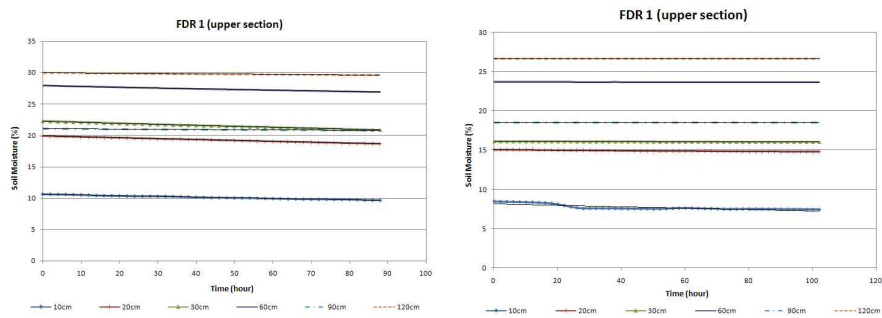 FDR 1 (upper section)
35
30
25
20
15
10
5
0
Soil Moisture (%)
0 10 20 30 40 50 60 70 80 90 100
Time (hour)
10cm 20cm 30cm 60cm 90cm 120cm
FDR 1 (upper section)
30
25
20
15
10
5
0
Soil Moisture (%)
0 20 40 60 80 100 120
Time (hour)
10cm 20cm 30cm 60cm 90cm 120cm